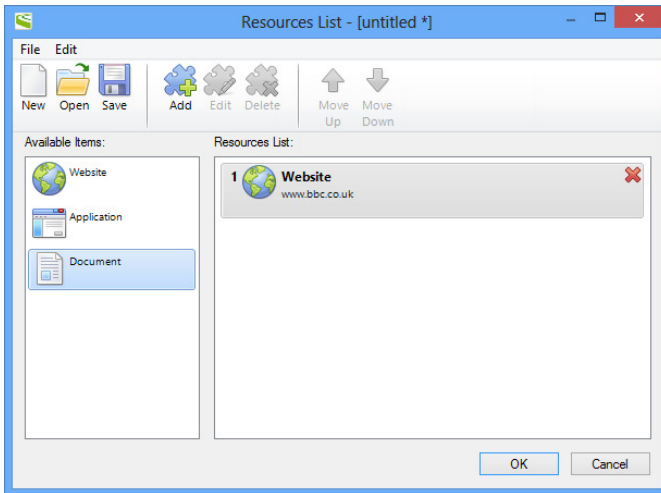 Resources List - [untitled *]
File Edit
New Open Save Add Edit Delete Move Up Move Down
Available Items: Resources List:
Website
Application
Document
1 Website
www.bbc.co.uk
OK Cancel